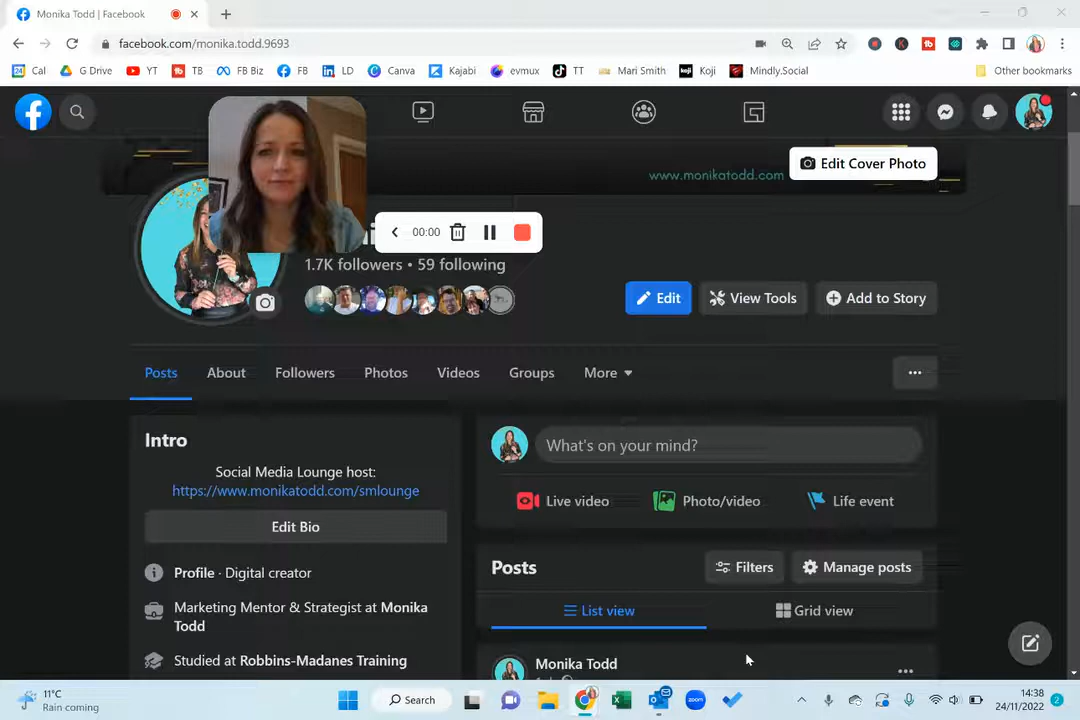 Monika Todd | Facebook
facebook.com/monika.todd.9693
Cal
G Drive
YT
TB
FB Biz
FB
LD
Canva
Kajabi
evmux
TT
Mari Smith
Koji
Mindly.Social
Other bookmarks
www.monikatodd.com
Edit Cover Photo
00:00
1.7K followers • 59 following
Edit
View Tools
Add to Story
Posts
About
Followers
Photos
Videos
Groups
More
Intro
Social Media Lounge host:
https://www.monikatodd.com/smlounge
Edit Bio
Profile · Digital creator
Marketing Mentor & Strategist at Monika
Todd
Studied at Robbins-Madanes Training
What's on your mind?
Live video
Photo/video
Life event
Posts
Filters
Manage posts
List view
Grid view
Monika Todd
11°C
Rain coming
Search
zoom
14:38
24/11/2022
2